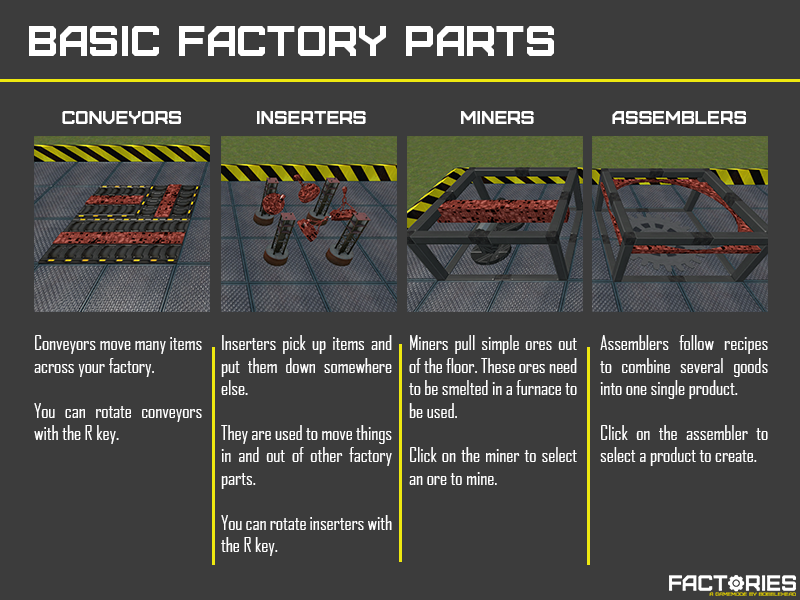 BASIC FACTORY PARTS
CONVEYORS
Conveyors move many items
across your factory.
You can rotate conveyors
with the R key.
INSERTERS
Inserters pick up items and
put them down somewhere
else.
They are used to move things
in and out of other factory
parts.
You can rotate inserters with
the R key.
MINERS
Miners pull simple ores out
of the floor. These ores need
to be smelted in a furnace to
be used.
Click on the miner to select
an ore to mine.
ASSEMBLERS
Assemblers follow recipes
to combine several goods
into one single product.
Click on the assembler to
select a product to create.
FACTORIES
A GAMEMODE BY BOBBLEHEAD